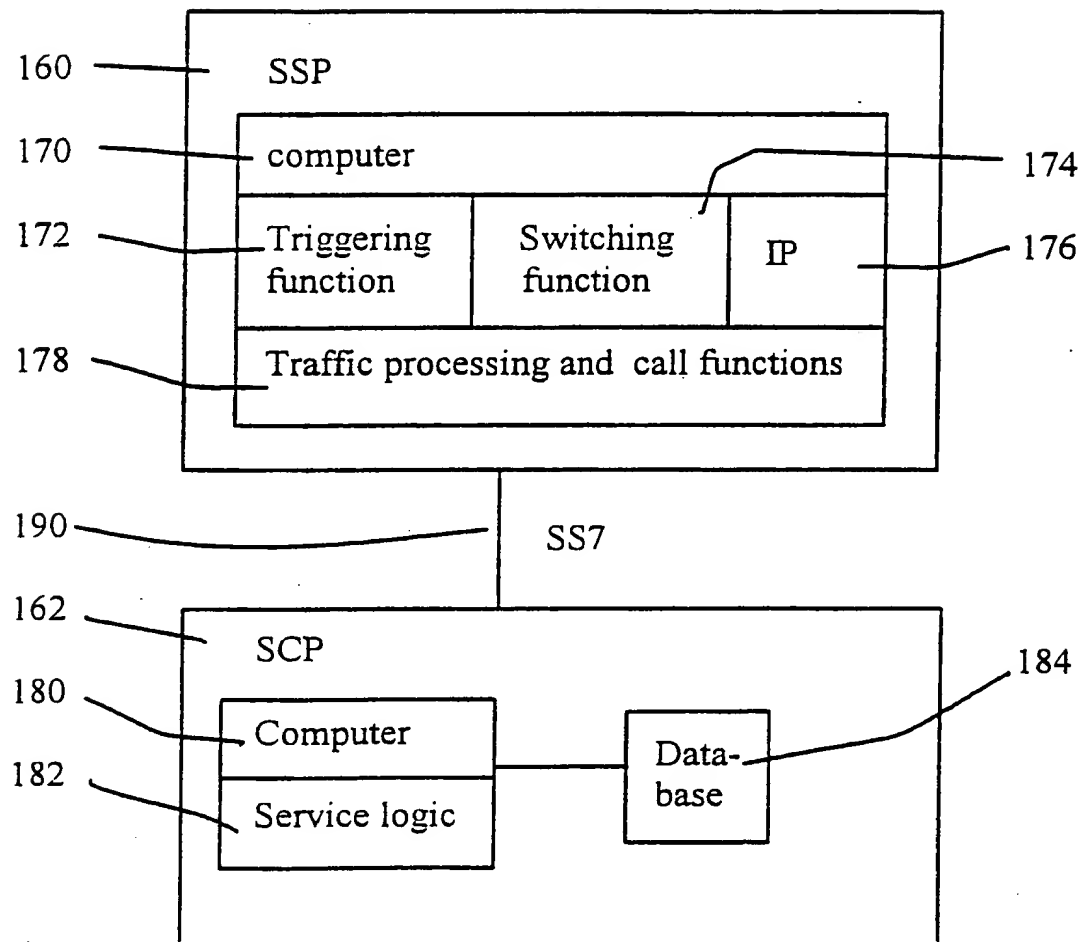 160
SSP
170
computer
174
172
Triggering
function
Switching
function
IP
176
178
Traffic processing and call functions
190
SS7
162
SCP
184
180
Computer
Data-
base
182
Service logic